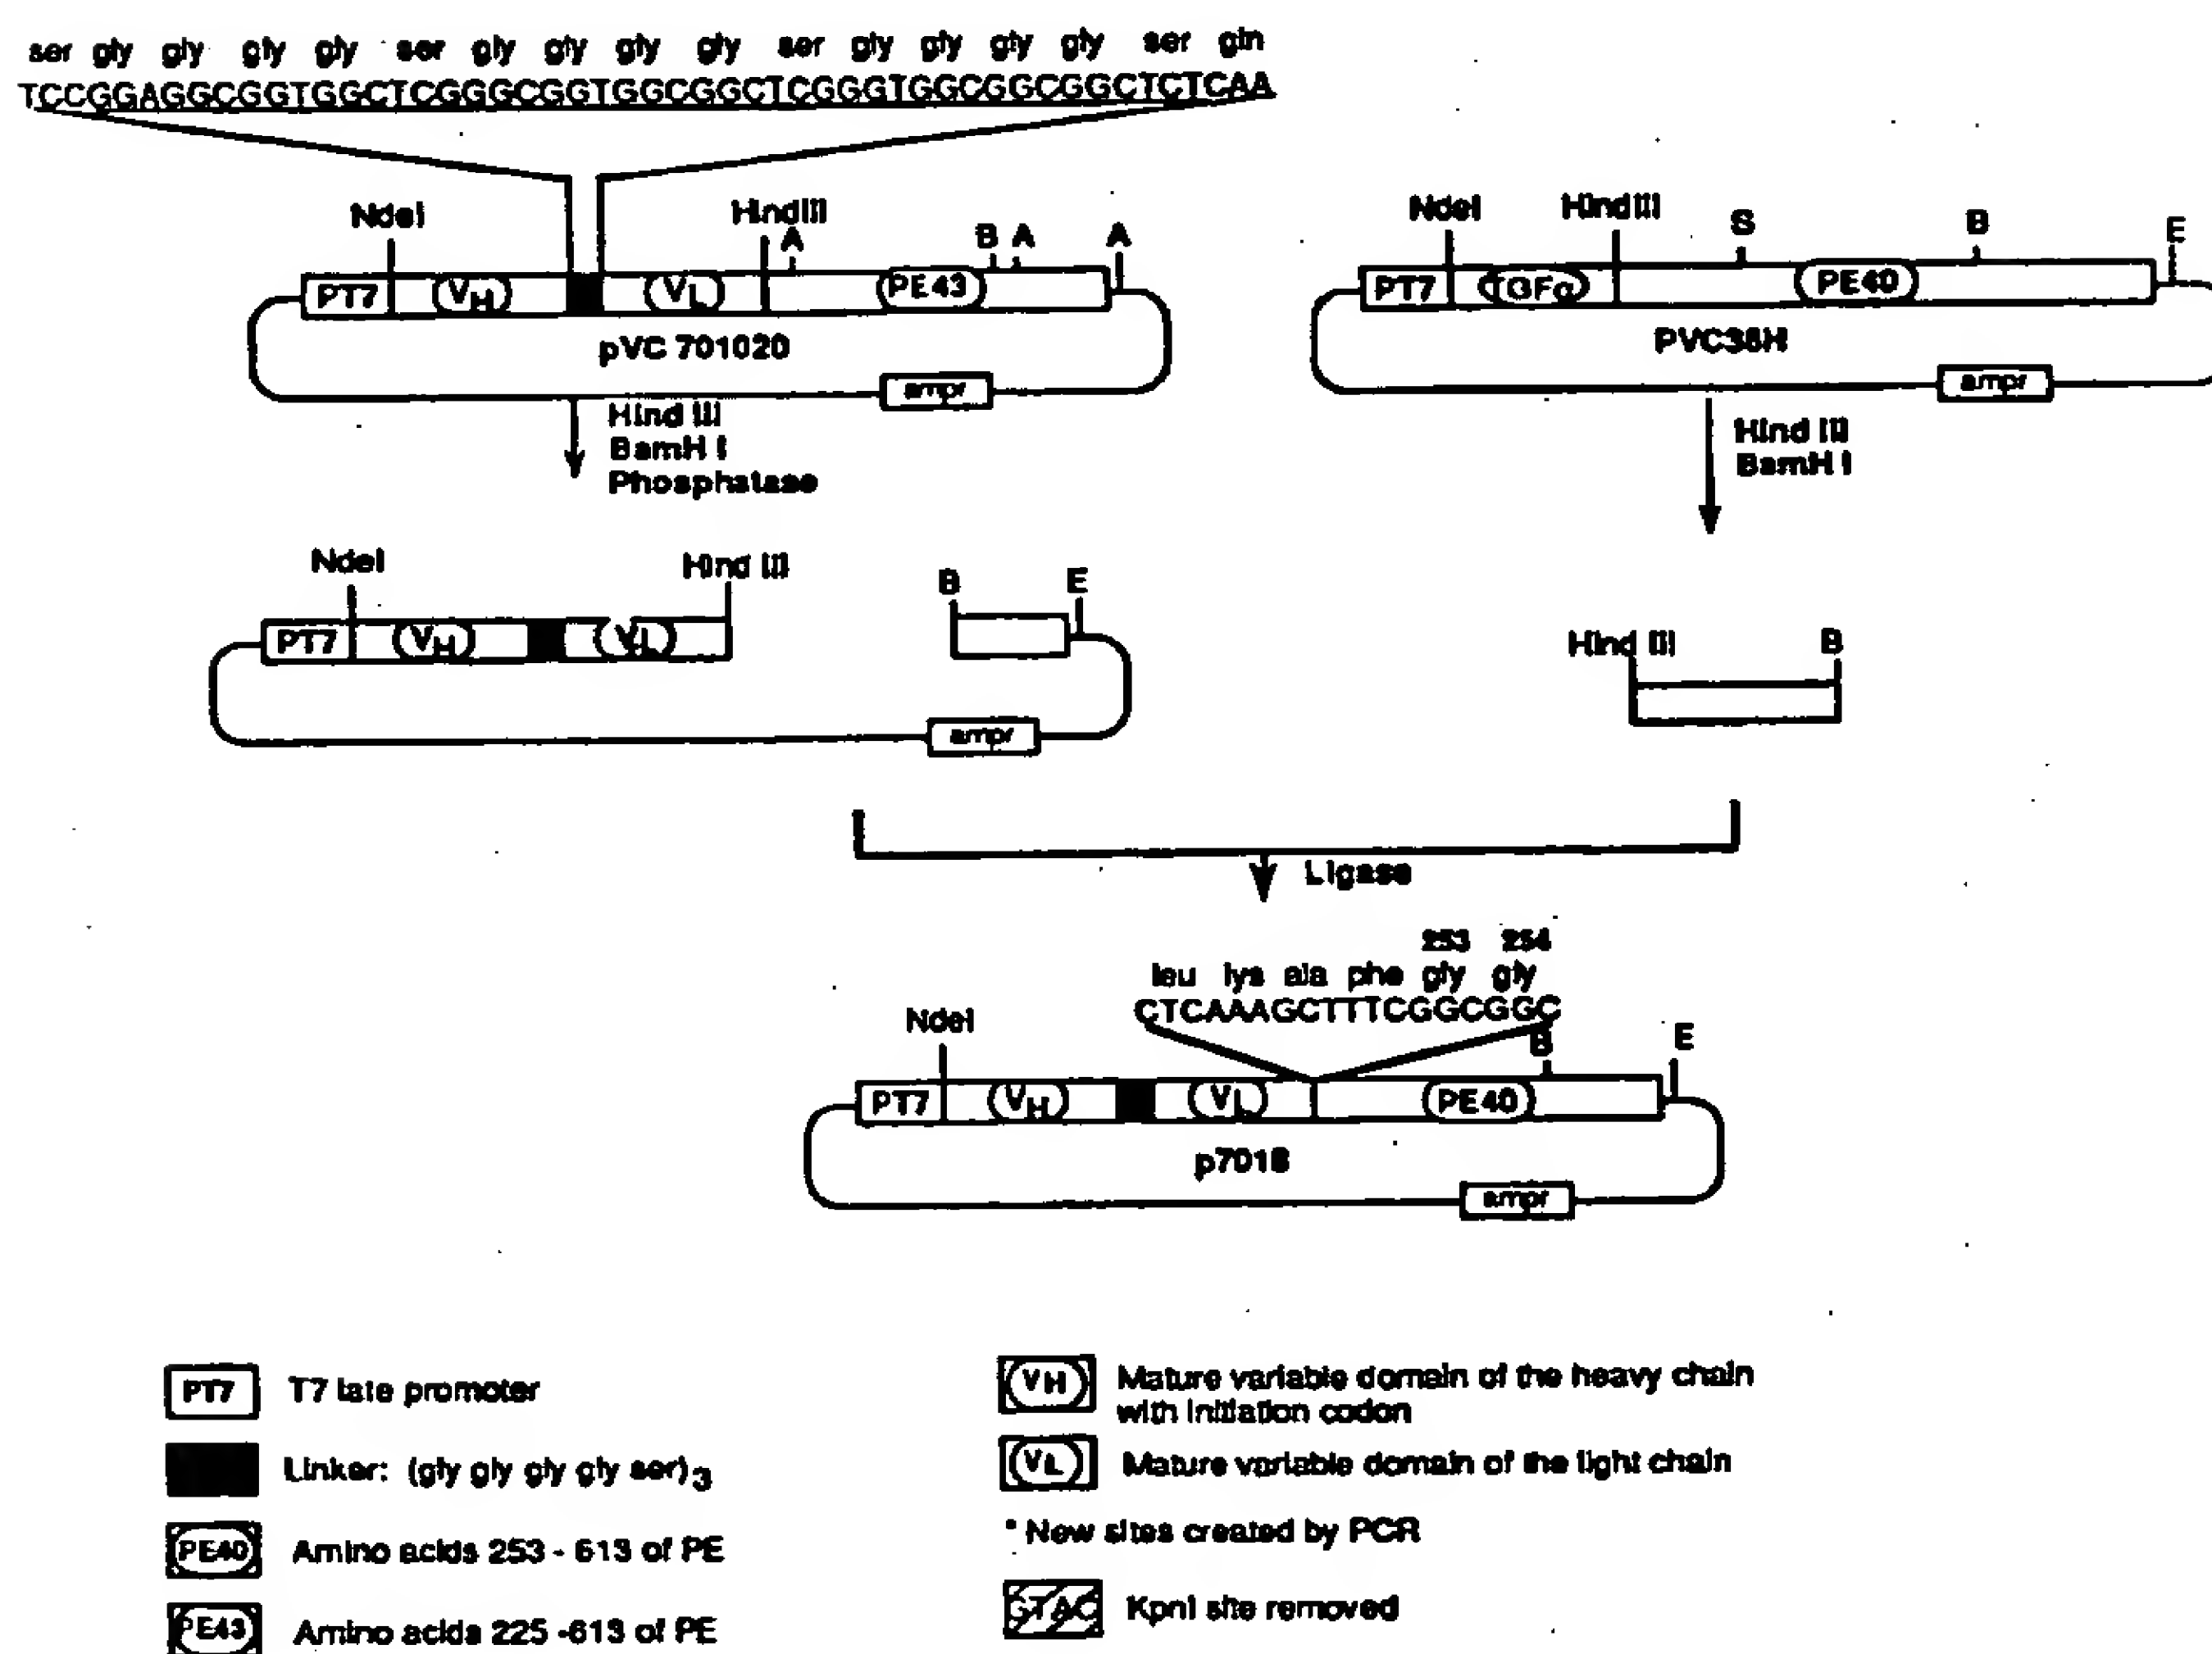 ser gly gly gly gly ser gly gly gly gly ser gly gly gly gly ser gln
TCCGGAGGCGGTGGCTCGGGCGGTGGCGGCTCGGGTGGCGGCGGCTCTCAA
NdeI HindIII A B A A
PT7 VH VL PE43
pVC 701020
ampr
Hind III
BamH I
Phosphatase
NdeI HindIII S B E
PT7 TGFα PE40
PVC38H
ampr
Hind III
BamH I
NdeI Hind III B E
PT7 VH VL
ampr
Hind III B
Ligase
253 254
leu lys ala phe gly gly
CTCAAAGCTTTCGGCGGC
NdeI B E
PT7 VH VL PE40
ampr
PT7 T7 late promoter
Linker: (gly gly gly gly ser)3
PE40 Amino acids 253 - 613 of PE
PE43 Amino acids 225 -613 of PE
VH Mature variable domain of the heavy chain
with initiation codon
VL Mature variable domain of the light chain
* New sites created by PCR
GTAC KpnI site removed